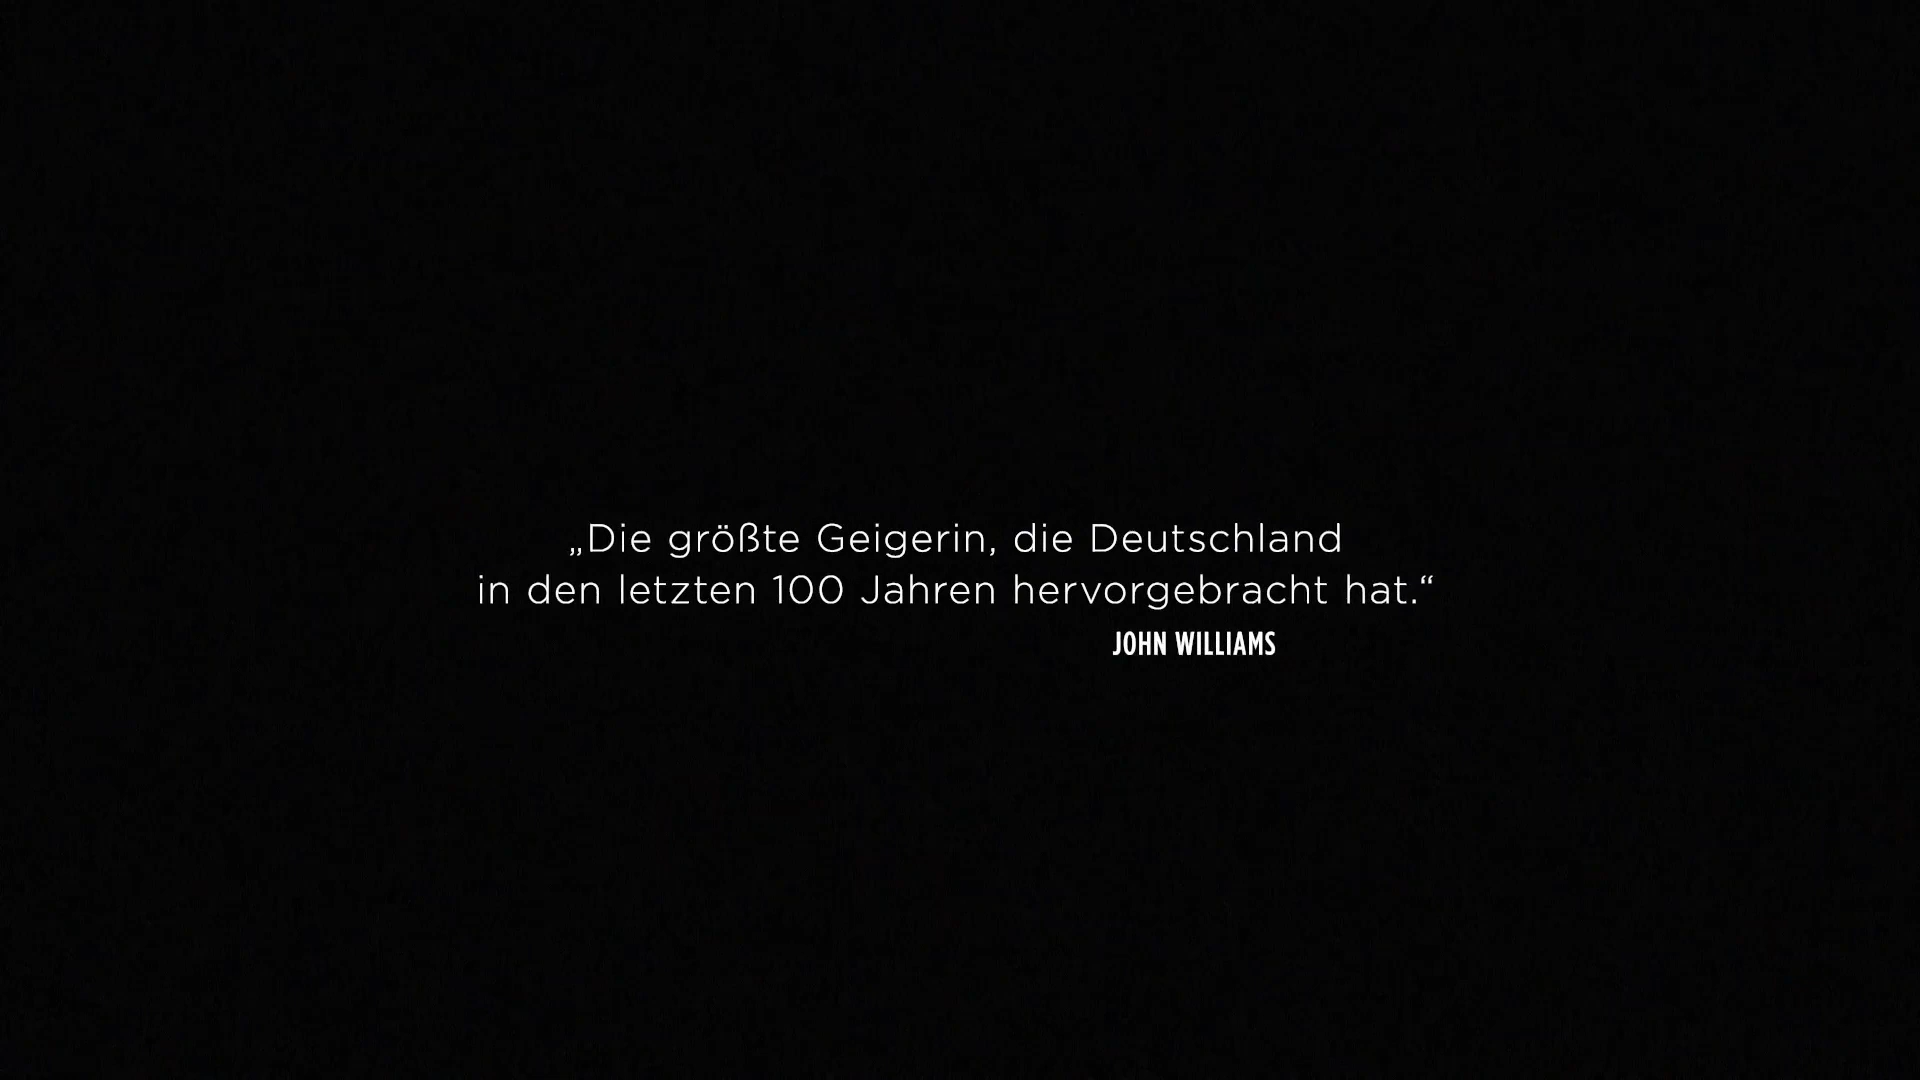 „Die größte Geigerin, die Deutschland
in den letzten 100 Jahren hervorgebracht hat.“
JOHN WILLIAMS